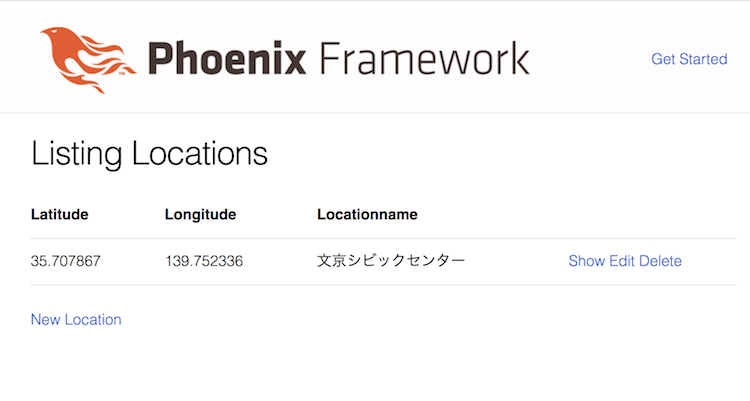 Phoenix Framework
Get Started
Listing Locations
Latitude Longitude Locationname
35.707867 139.752336 文京シビックセンター Show Edit Delete
New Location